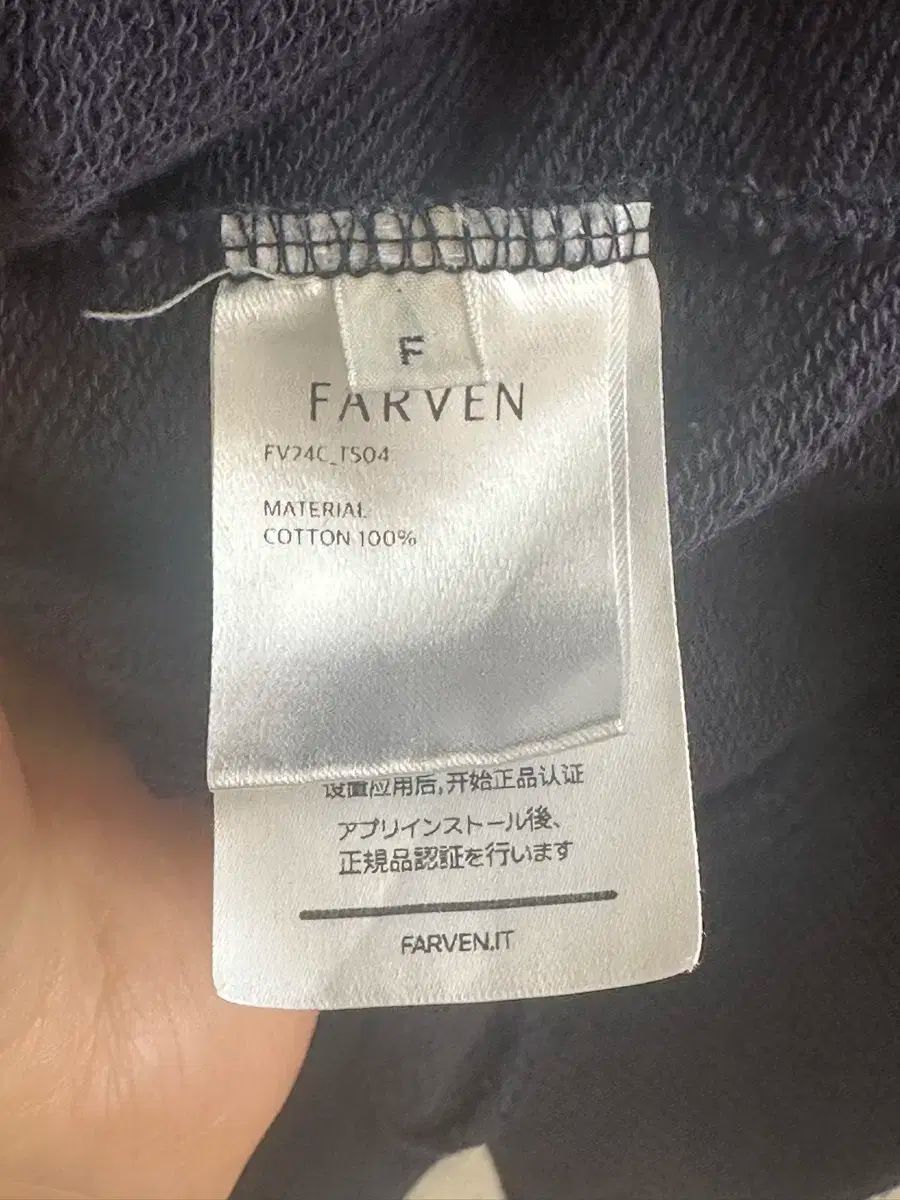 F
FARVEN
FV24C_TS04
MATERIAL
COTTON 100%
设置应用后,开始正品认证
アプリインストール後、
正規品認証を行います
FARVEN.IT